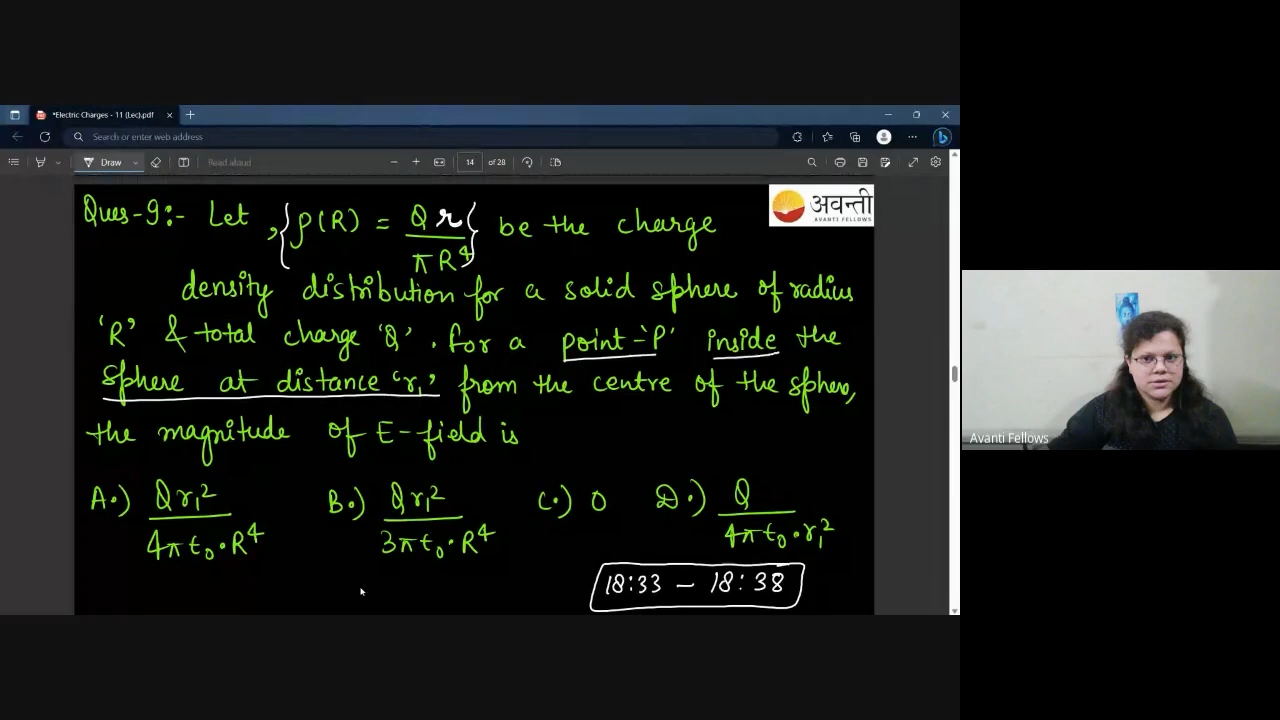 *Electric Charges - 11 (Lec).pdf
Search or enter web address
Draw
Read aloud
14 of 28
अवन्ती
AVANTI FELLOWS
Ques-9:- Let, {ρ(R) = Qr/πR⁴} be the charge
density distribution for a solid sphere of radius
'R' & total charge 'Q'. For a point-'P' inside the
sphere at distance 'r₁' from the centre of the sphere,
the magnitude of E-field is
A.) Qr₁²/4πt₀.R⁴ B.) Qr₁²/3πt₀.R⁴ C.) 0 D.) Q/4πt₀.r₁²
18:33 – 18:38
Avanti Fellows